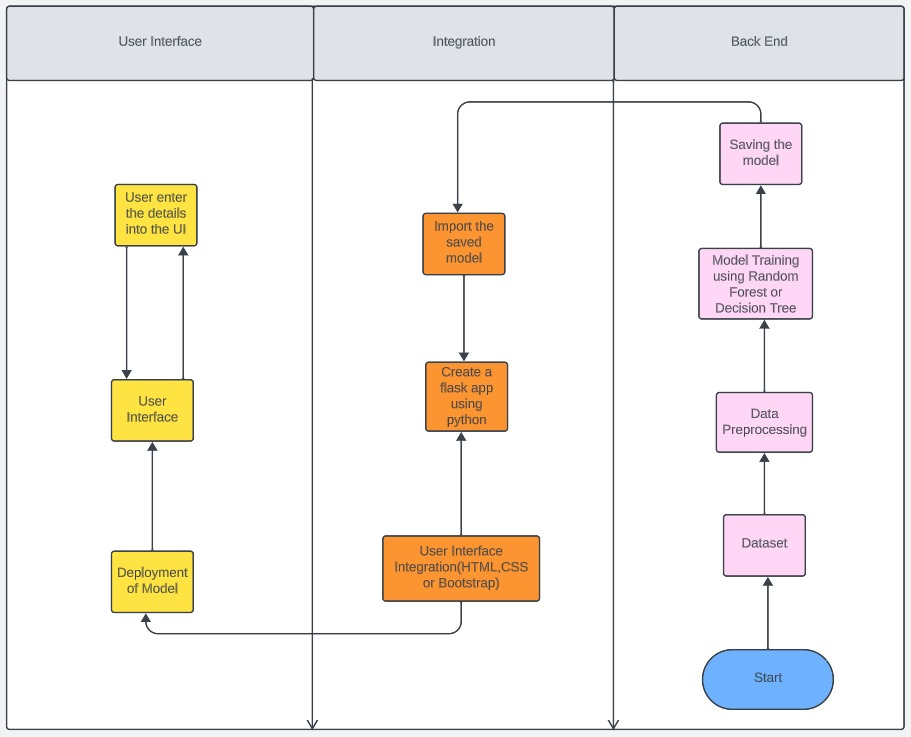 User Interface
Integration
Back End
User enter
the details
into the UI
User
Interface
Deployment
of Model
Import the
saved
model
Create a
flask app
using
python
User Interface
Integration(HTML,CSS
or Bootstrap)
Saving the
model
Model Training
using Random
Forest or
Decision Tree
Data
Preprocessing
Dataset
Start